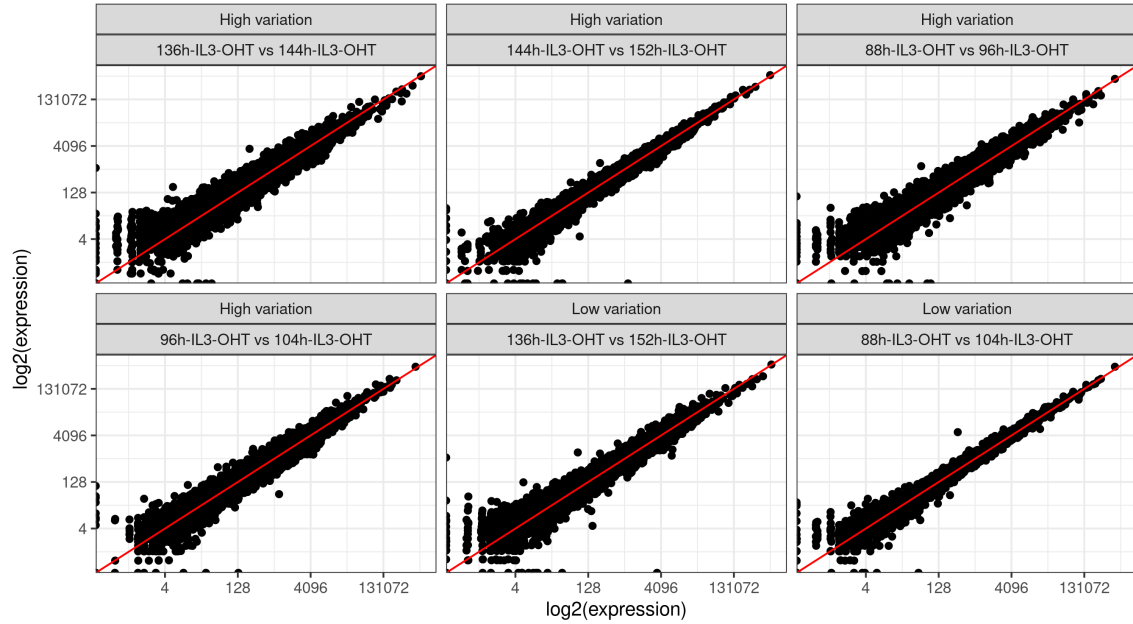 High variation
High variation
High variation
136h-IL3-OHT vs 144h-IL3-OHT
144h-IL3-OHT vs 152h-IL3-OHT
88h-IL3-OHT vs 96h-IL3-OHT
131072
4096
128
4
High variation
Low variation
Low variation
96h-IL3-OHT vs 104h-IL3-OHT
136h-IL3-OHT vs 152h-IL3-OHT
88h-IL3-OHT vs 104h-IL3-OHT
131072
4096
128
4
4 128 4096 131072
4 128 4096 131072
4 128 4096 131072
log2(expression)
log2(expression)